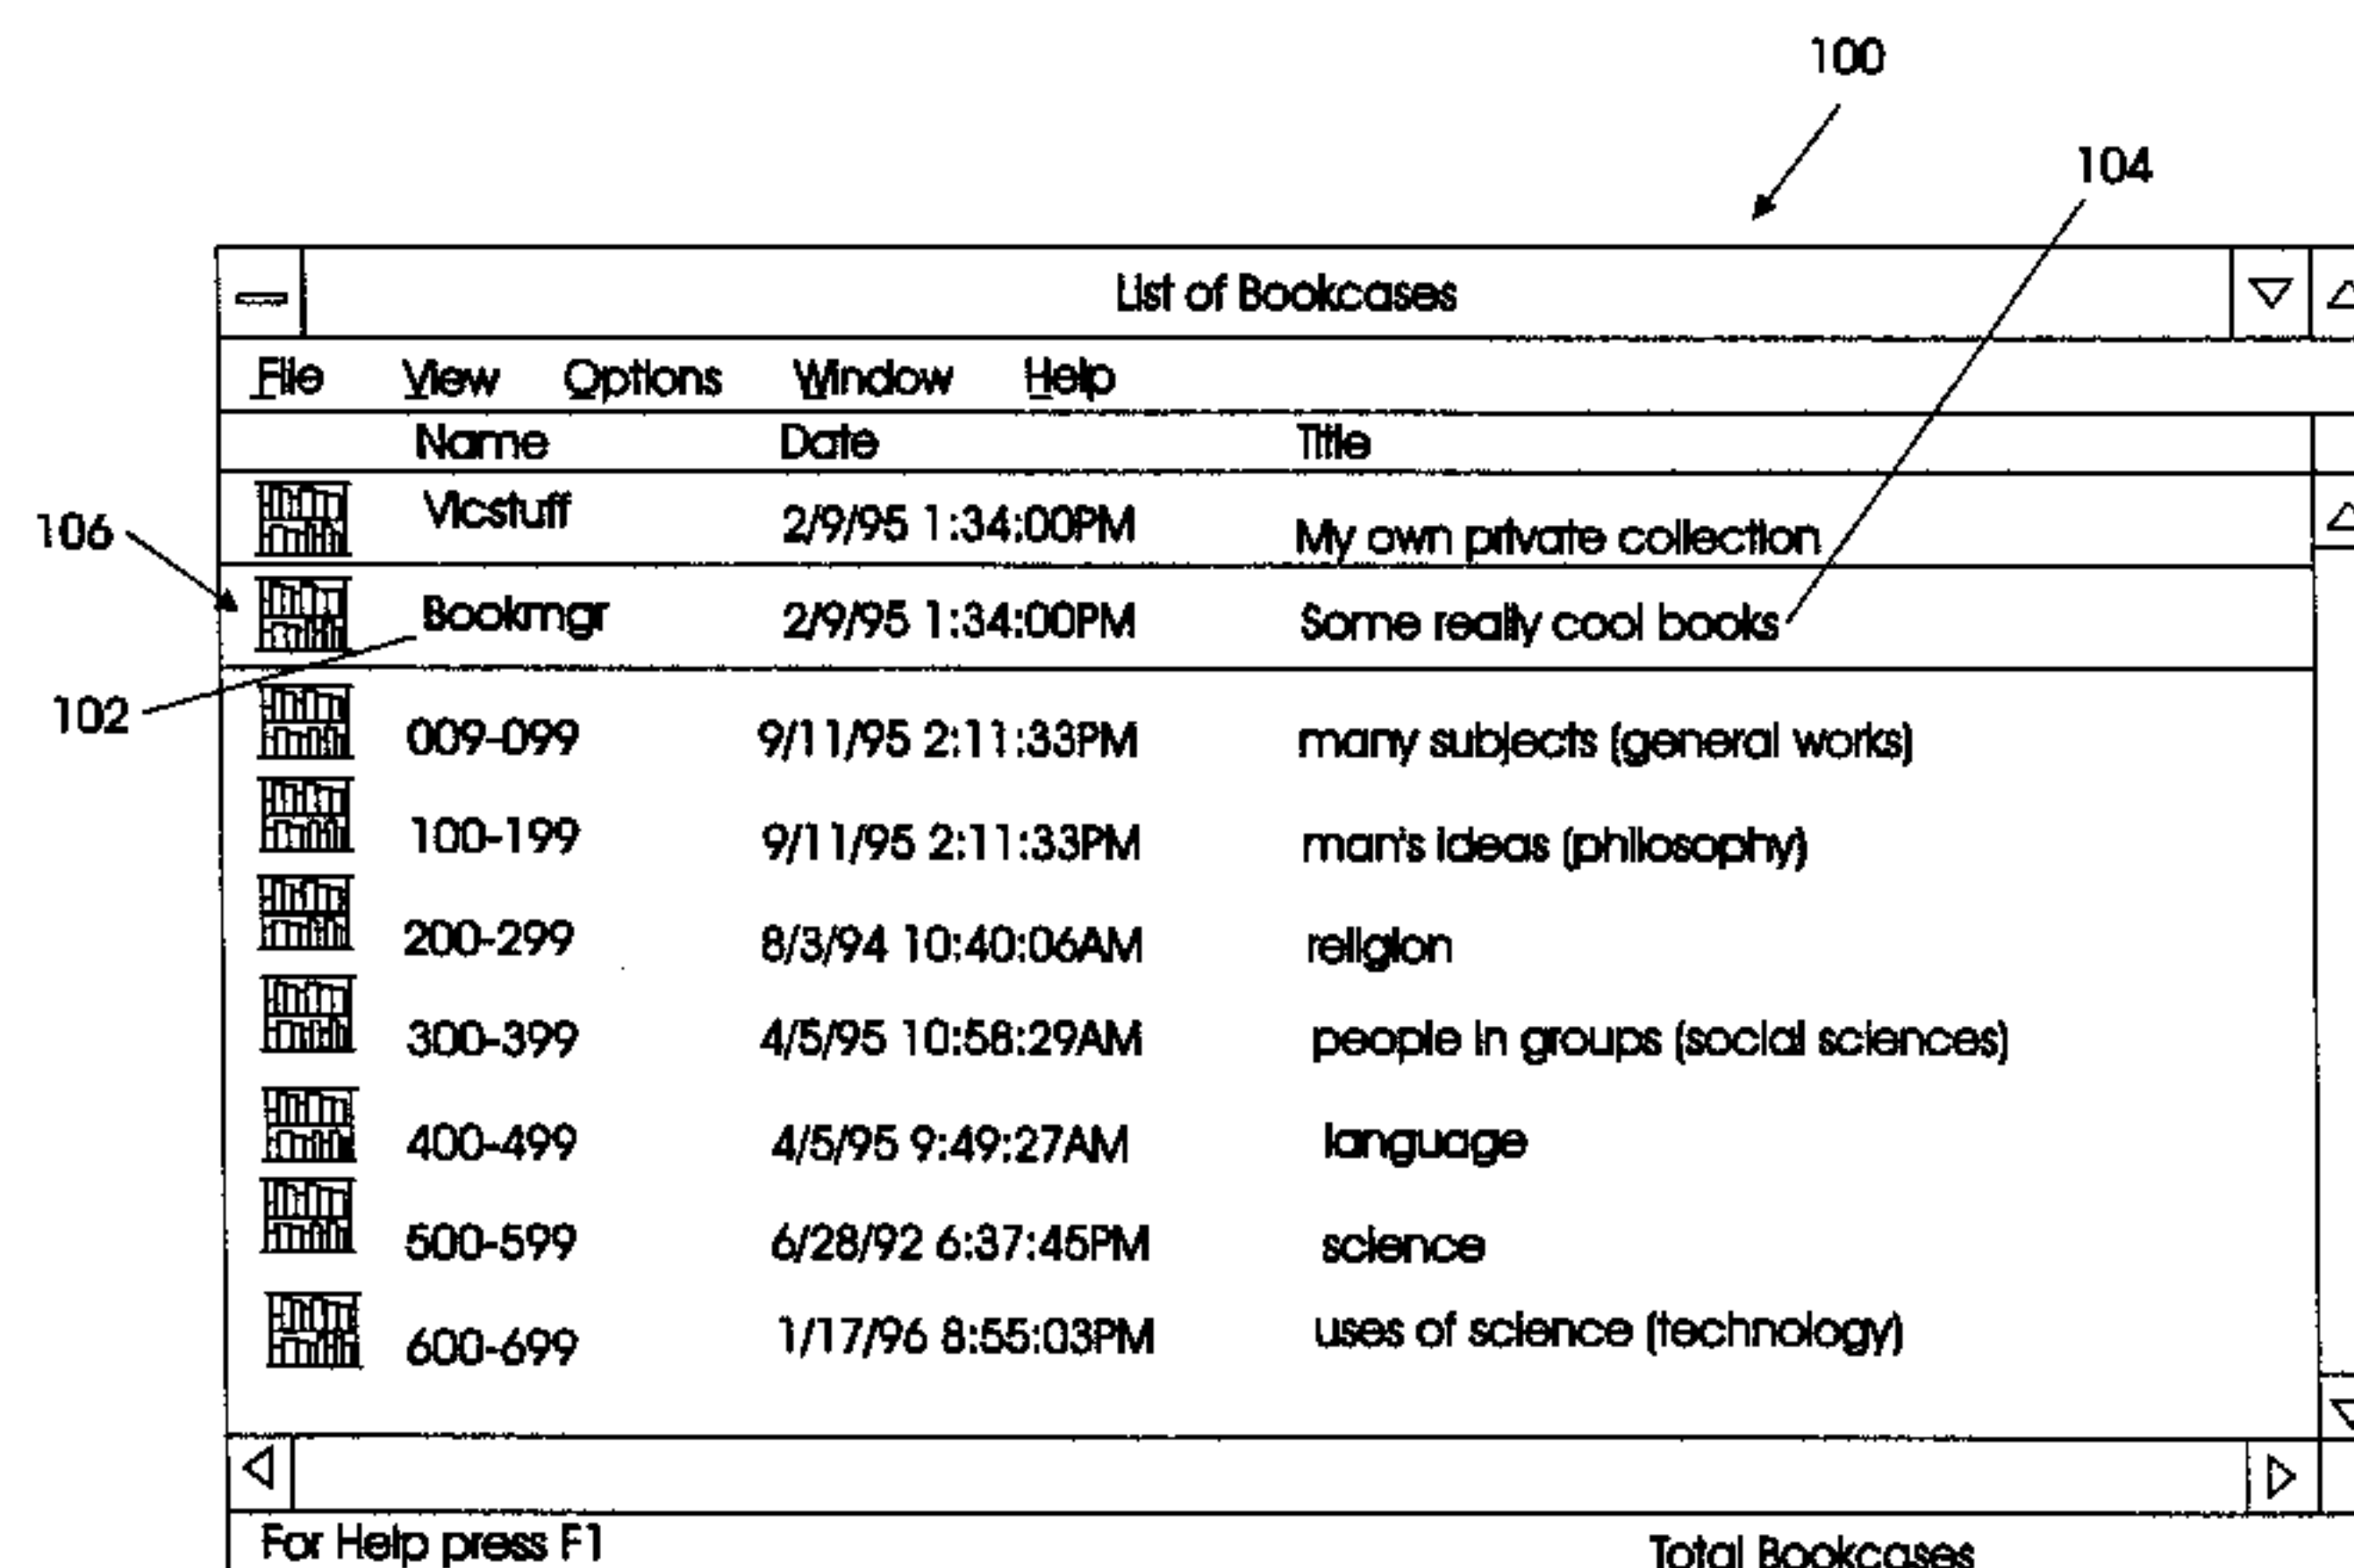 100
104
List of Bookcases
File View Options Window Help
Name Date Title
106
Vicstuff 2/9/95 1:34:00PM My own private collection
Bookmgr 2/9/95 1:34:00PM Some really cool books
102
009-099 9/11/95 2:11:33PM many subjects (general works)
100-199 9/11/95 2:11:33PM man's ideas (philosophy)
200-299 8/3/94 10:40:06AM religion
300-399 4/5/95 10:58:29AM people in groups (social sciences)
400-499 4/5/95 9:49:27AM language
500-599 6/28/92 6:37:45PM science
600-699 1/17/96 8:55:03PM uses of science (technology)
For Help press F1 Total Bookcases